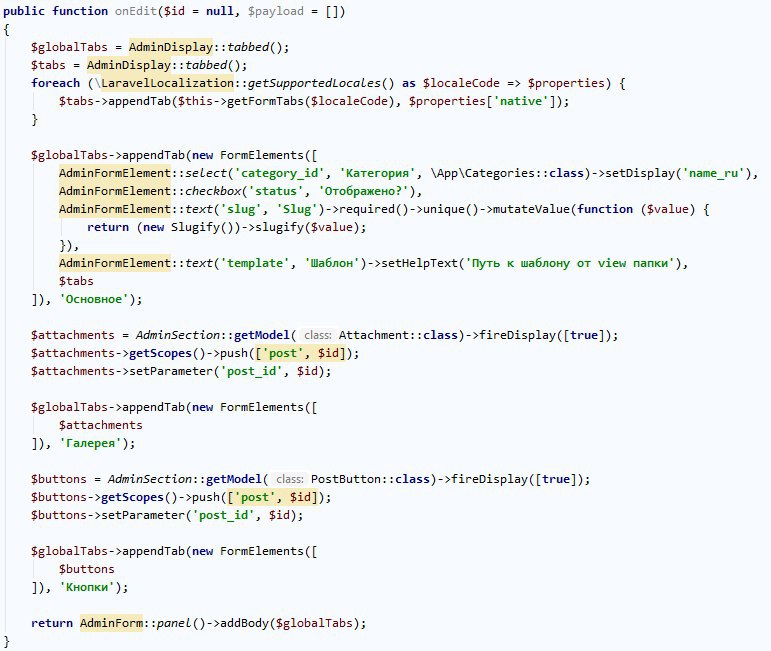 public function onEdit($id = null, $payload = [])
{
    $globalTabs = AdminDisplay::tabbed();
    $tabs = AdminDisplay::tabbed();
    foreach (\LaravelLocalization::getSupportedLocales() as $localeCode => $properties) {
        $tabs->appendTab($this->getFormTabs($localeCode), $properties['native']);
    }

    $globalTabs->appendTab(new FormElements([
        AdminFormElement::select('category_id', 'Категория', \App\Categories::class)->setDisplay('name_ru'),
        AdminFormElement::checkbox('status', 'Отображено?'),
        AdminFormElement::text('slug', 'Slug')->required()->unique()->mutateValue(function ($value) {
            return (new Slugify())->slugify($value);
        }),
        AdminFormElement::text('template', 'Шаблон')->setHelpText('Путь к шаблону от view папки'),
        $tabs
    ]), 'Основное');

    $attachments = AdminSection::getModel( class: Attachment::class)->fireDisplay([true]);
    $attachments->getScopes()->push(['post', $id]);
    $attachments->setParameter('post_id', $id);

    $globalTabs->appendTab(new FormElements([
        $attachments
    ]), 'Галерея');

    $buttons = AdminSection::getModel( class: PostButton::class)->fireDisplay([true]);
    $buttons->getScopes()->push(['post', $id]);
    $buttons->setParameter('post_id', $id);

    $globalTabs->appendTab(new FormElements([
        $buttons
    ]), 'Кнопки');

    return AdminForm::panel()->addBody($globalTabs);
}